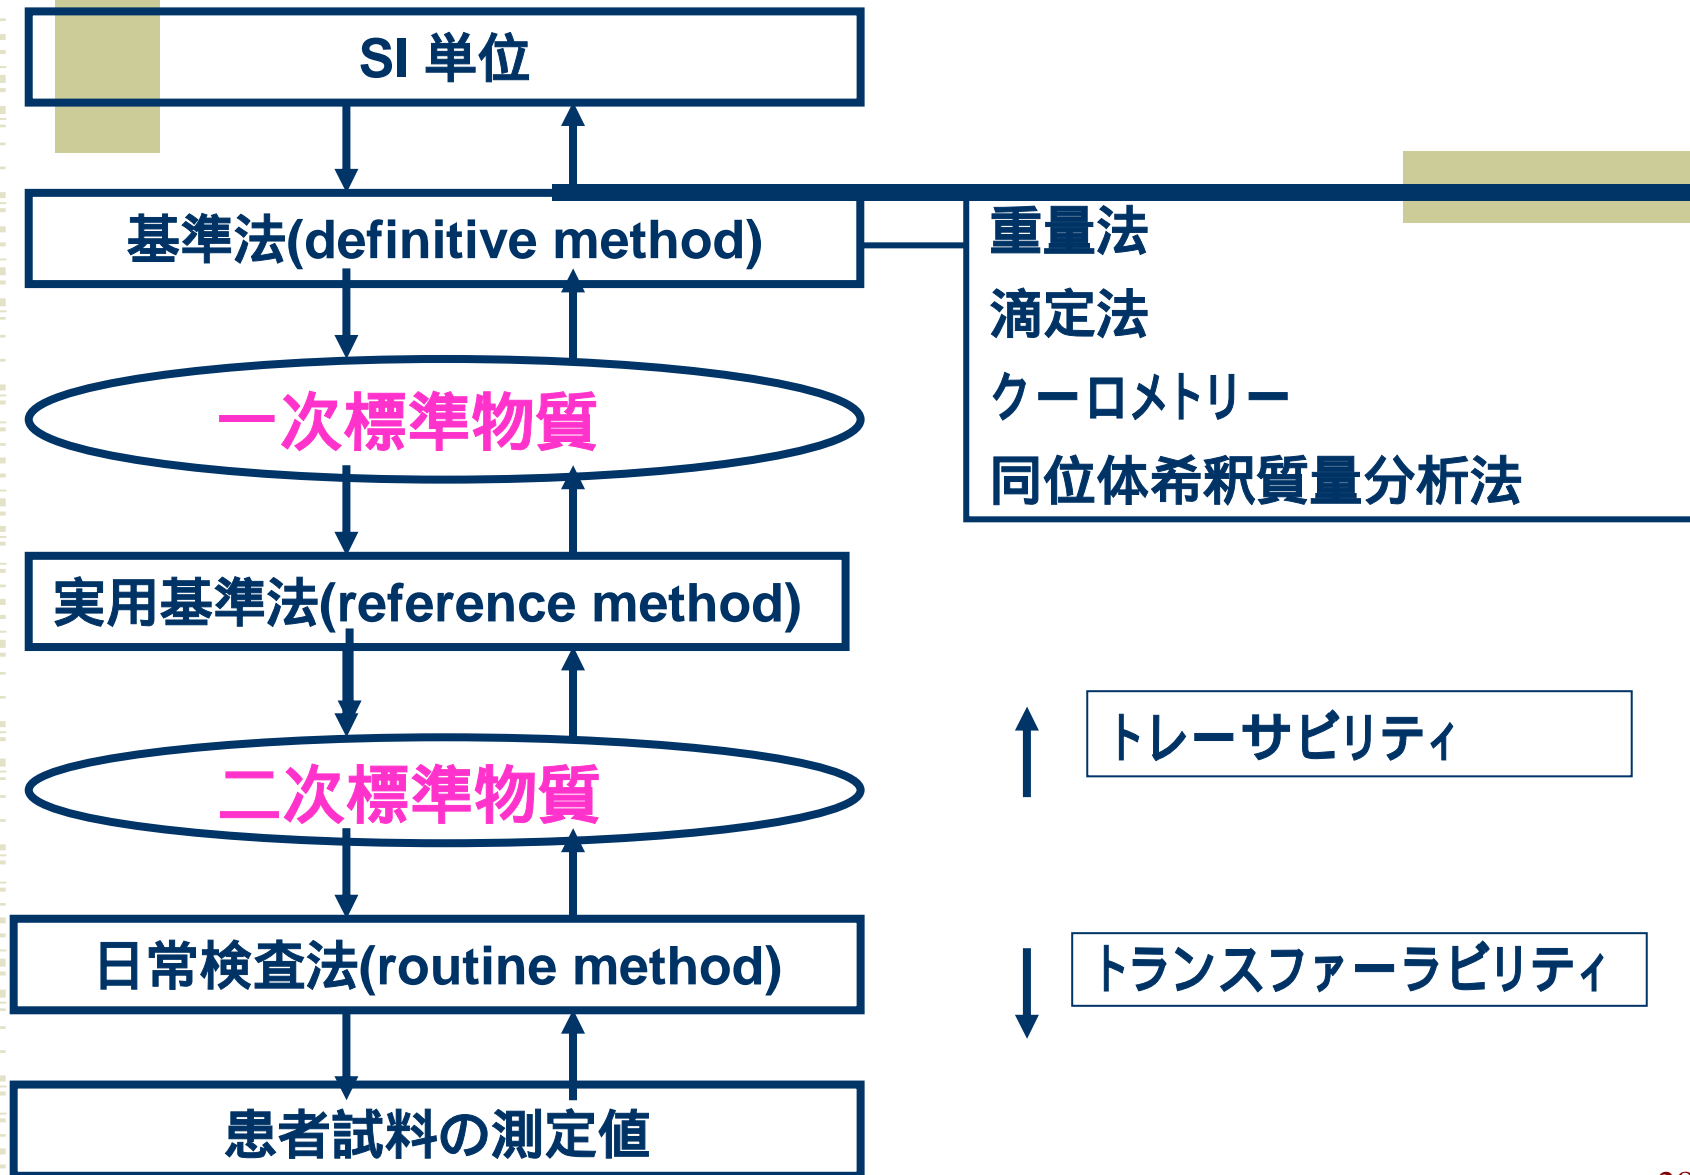 SI 単位
基準法(definitive method)
重量法
滴定法
クーロメトリー
同位体希釈質量分析法
一次標準物質
実用基準法(reference method)
トレーサビリティ
二次標準物質
日常検査法(routine method)
トランスファーラビリティ
患者試料の測定値